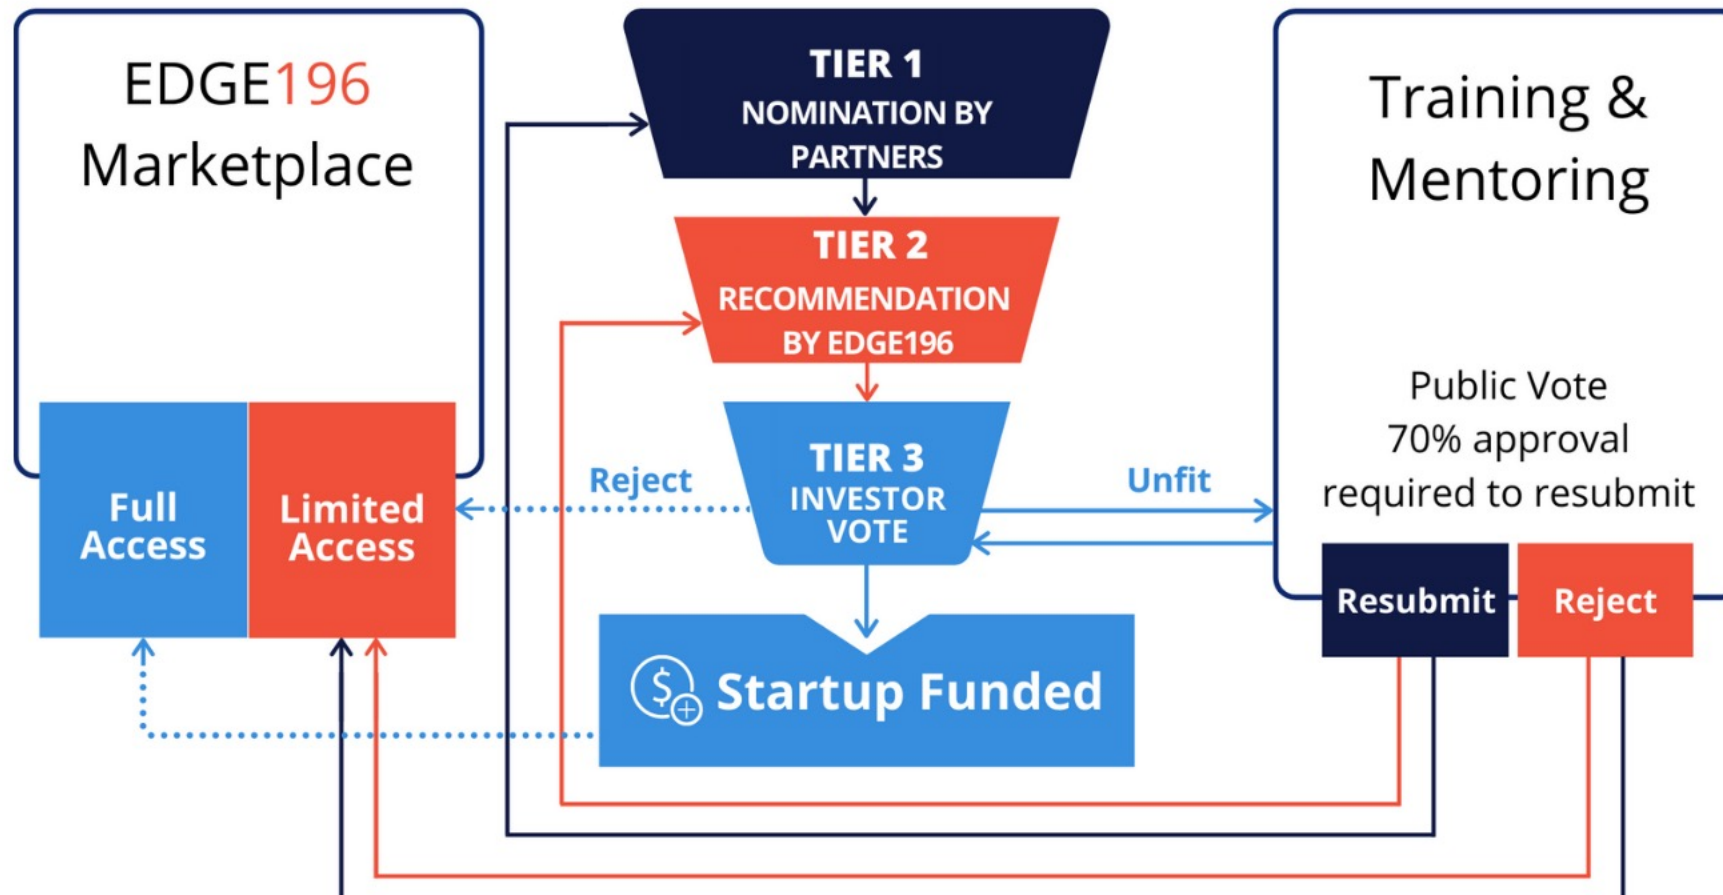 EDGE196
Marketplace
Full
Access
Limited
Access
TIER 1
NOMINATION BY
PARTNERS
TIER 2
RECOMMENDATION
BY EDGE196
TIER 3
INVESTOR
VOTE
Reject
Unfit
$
Startup Funded
Training &
Mentoring
Public Vote
70% approval
required to resubmit
Resubmit
Reject